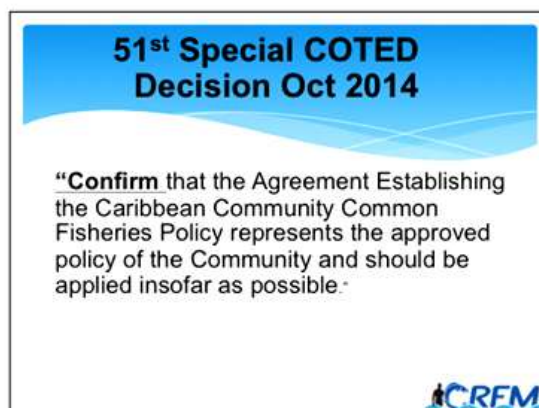 51st Special COTED
Decision Oct 2014
“Confirm that the Agreement Establishing
the Caribbean Community Common
Fisheries Policy represents the approved
policy of the Community and should be
applied insofar as possible.”
CRFM